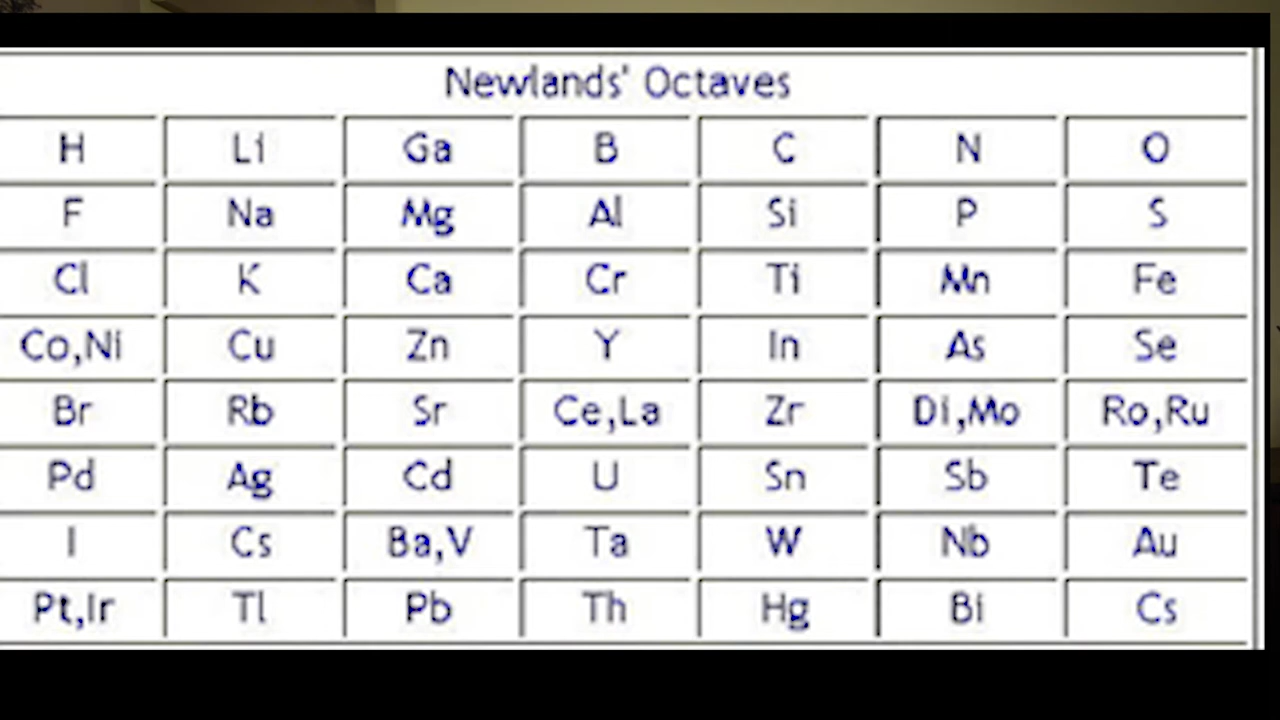 Newlands' Octaves
H Li Ga B C N O
F Na Mg Al Si P S
Cl K Ca Cr Ti Mn Fe
Co,Ni Cu Zn Y In As Se
Br Rb Sr Ce,La Zr Di,Mo Ro,Ru
Pd Ag Cd U Sn Sb Te
I Cs Ba,V Ta W Nb Au
Pt,Ir Tl Pb Th Hg Bi Cs